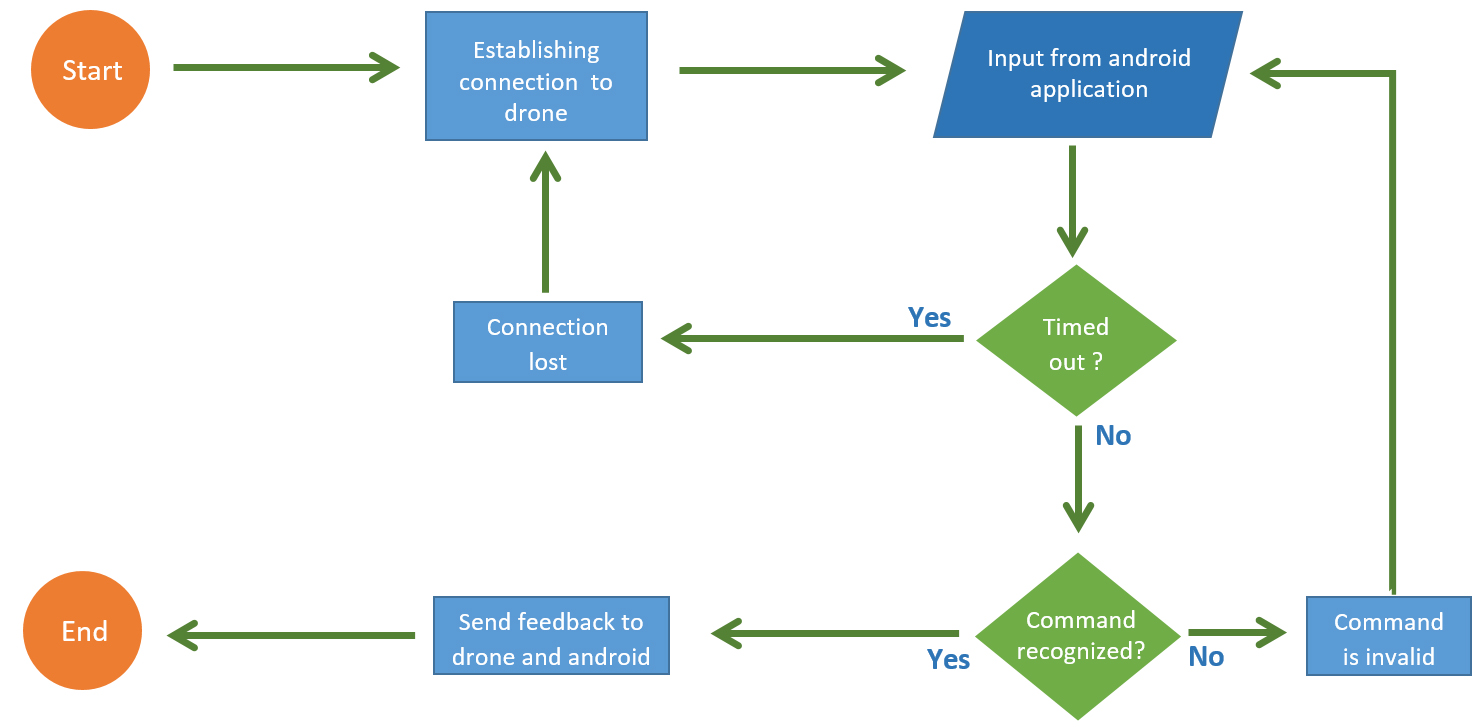 Start
Establishing
connection to
drone
Input from android
application
Timed
out ?
Yes
Connection
lost
No
Command
recognized?
Yes
Send feedback to
drone and android
End
No
Command
is invalid